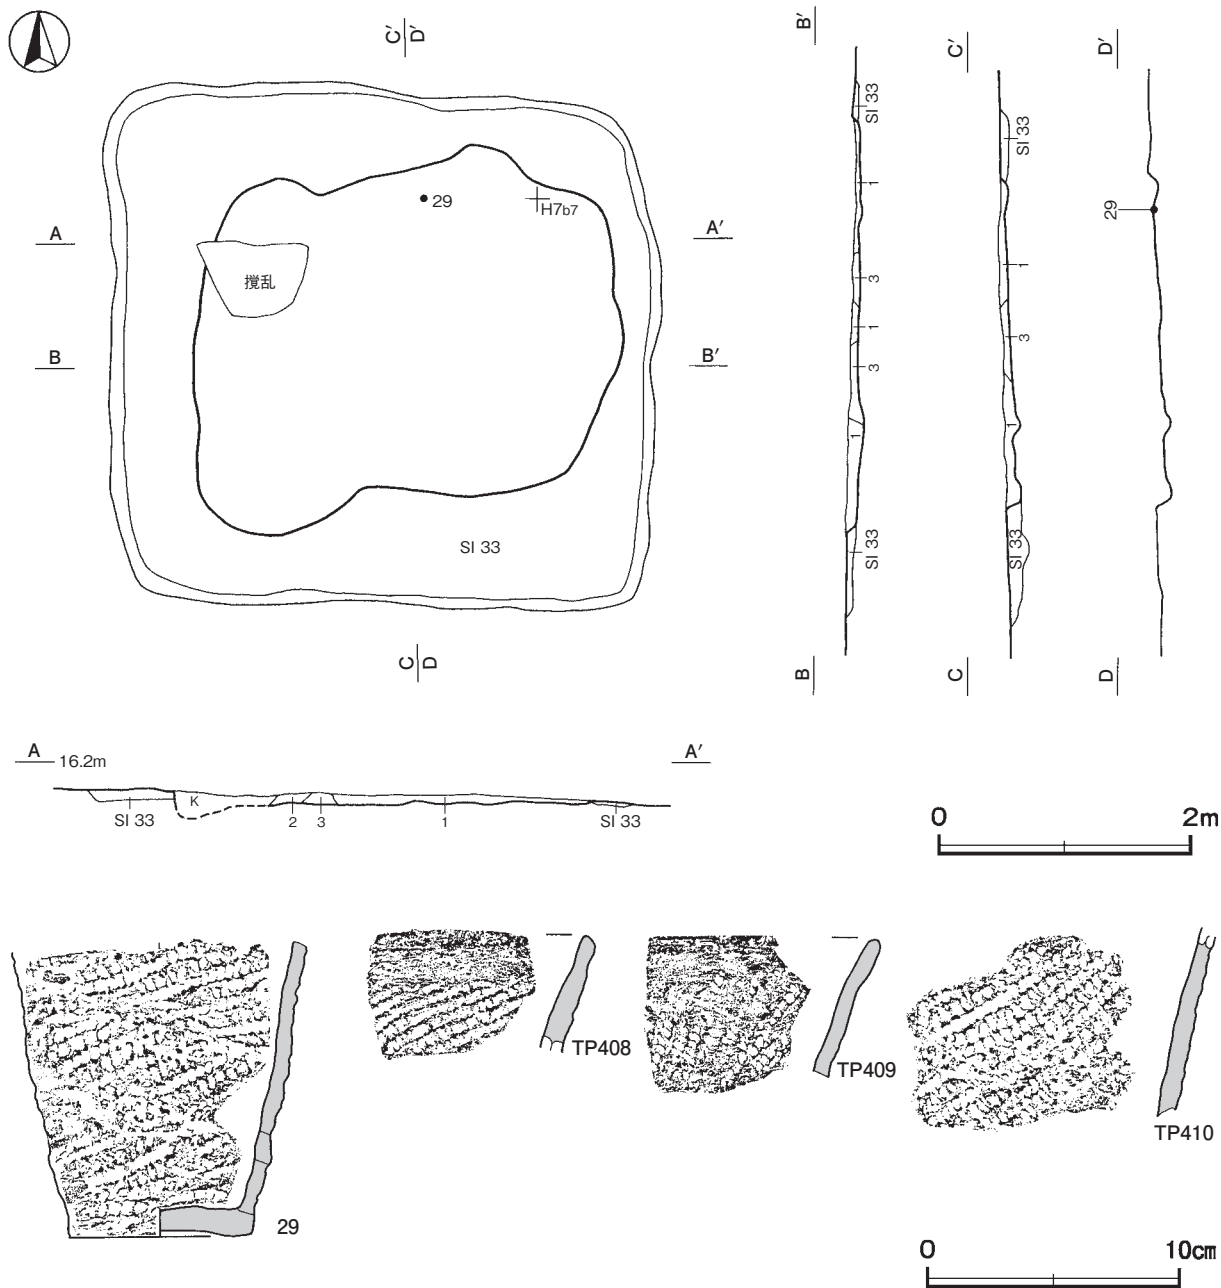 C′ D′
B′
C′
D′
SI 33
SI 33
1
29
29
H7b7
A
A′
撹乱
3
1
1
3
B
B′
3
1
1
SI 33
SI 33
SI 33
C D
B
C
D
A 16.2m
A′
K
SI 33
2 3
1
SI 33
0 2m
TP408
TP409
TP410
29
0 10cm